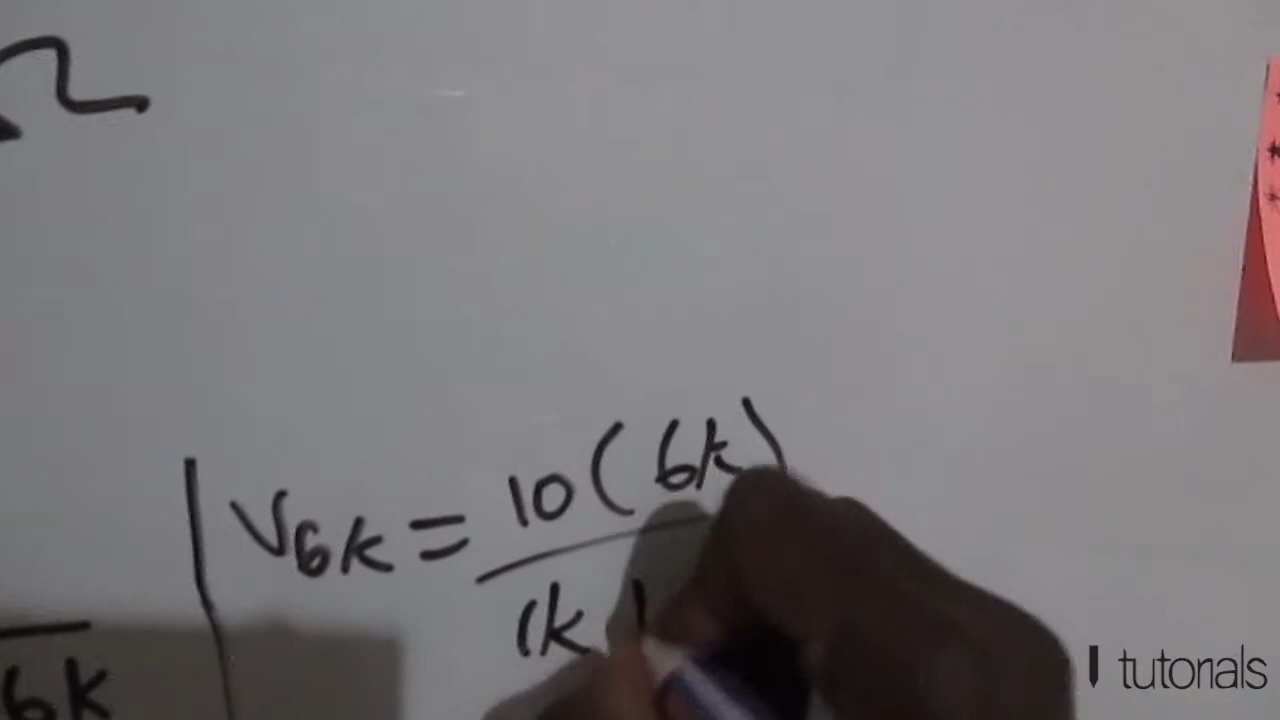 Ω
V6k = 10(6k)
1k
6k
tutorials